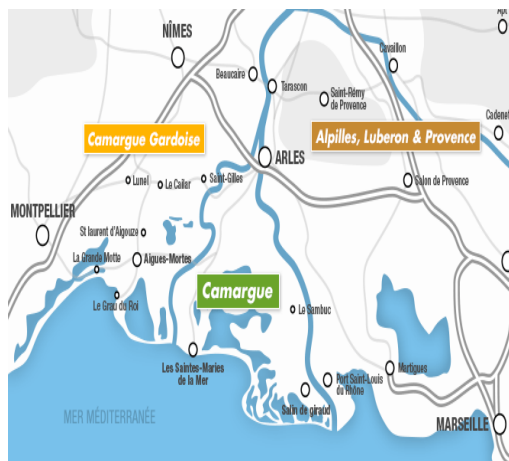 Apt
NÎMES
Cavaillon
Beaucaire
Tarascon
Saint-Rémy
de Provence
Cadenet
Camargue Gardoise
Alpilles, Luberon & Provence
ARLES
Lunel
Le Cailar
Saint-Gilles
Salon de Provence
MONTPELLIER
St laurent d'Aigouze
La Grande Motte
Aigues-Mortes
Camargue
Le Grau du Roi
Le Sambuc
Les Saintes-Maries
de la Mer
Martigues
Port Saint-Louis
du Rhône
Salin de giraud
MER MÉDITERRANÉE
MARSEILLE